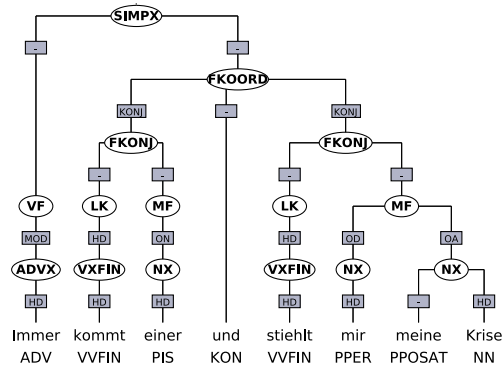 SIMPX
- -
FKOORD
KONJ - KONJ
FKONJ FKONJ
- - - -
VF LK MF LK MF
MOD HD ON HD OD OA
ADVX VXFIN NX VXFIN NX NX
HD HD HD HD HD - HD
Immer kommt einer und stiehlt mir meine Krise
ADV VVFIN PIS KON VVFIN PPER PPOSAT NN